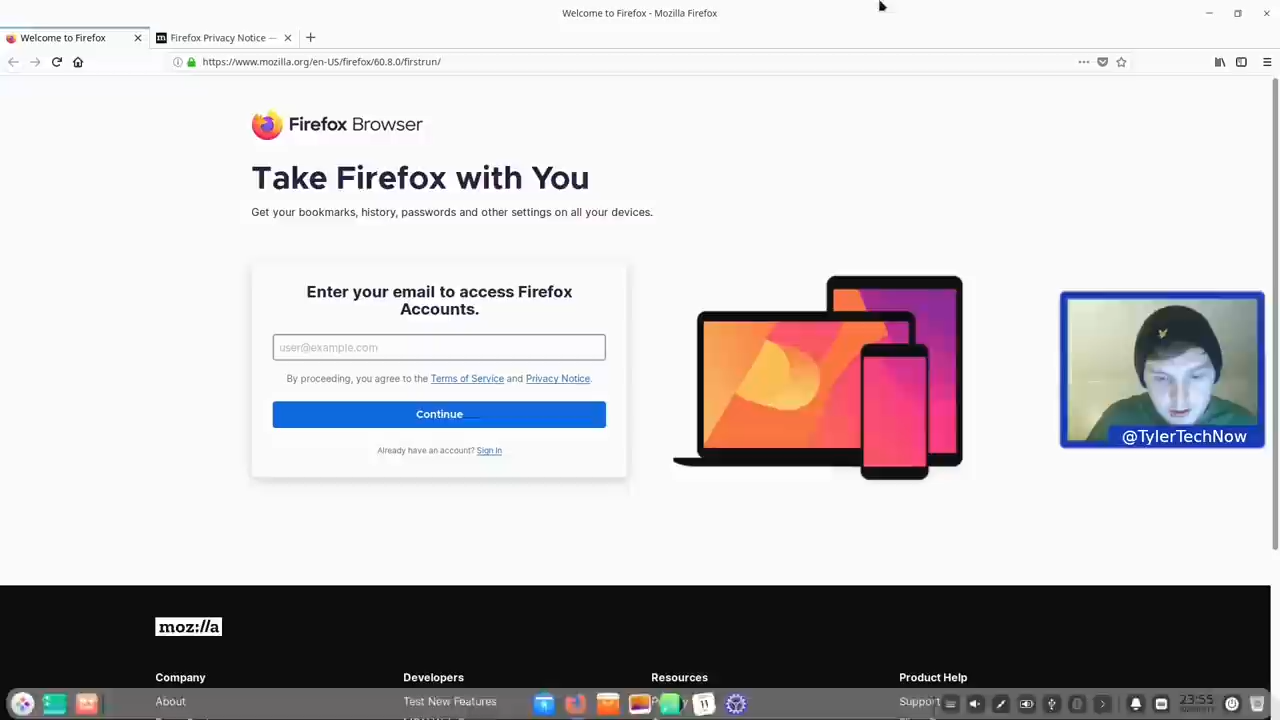 Welcome to Firefox - Mozilla Firefox
Welcome to Firefox
Firefox Privacy Notice —
https://www.mozilla.org/en-US/firefox/60.8.0/firstrun/
Firefox Browser
Take Firefox with You
Get your bookmarks, history, passwords and other settings on all your devices.
Enter your email to access Firefox
Accounts.
user@example.com
By proceeding, you agree to the Terms of Service and Privacy Notice.
Continue
Already have an account? Sign In
@TylerTechNow
moz://a
Company
Developers
Resources
Product Help
About
Test New Features
Support
23:55